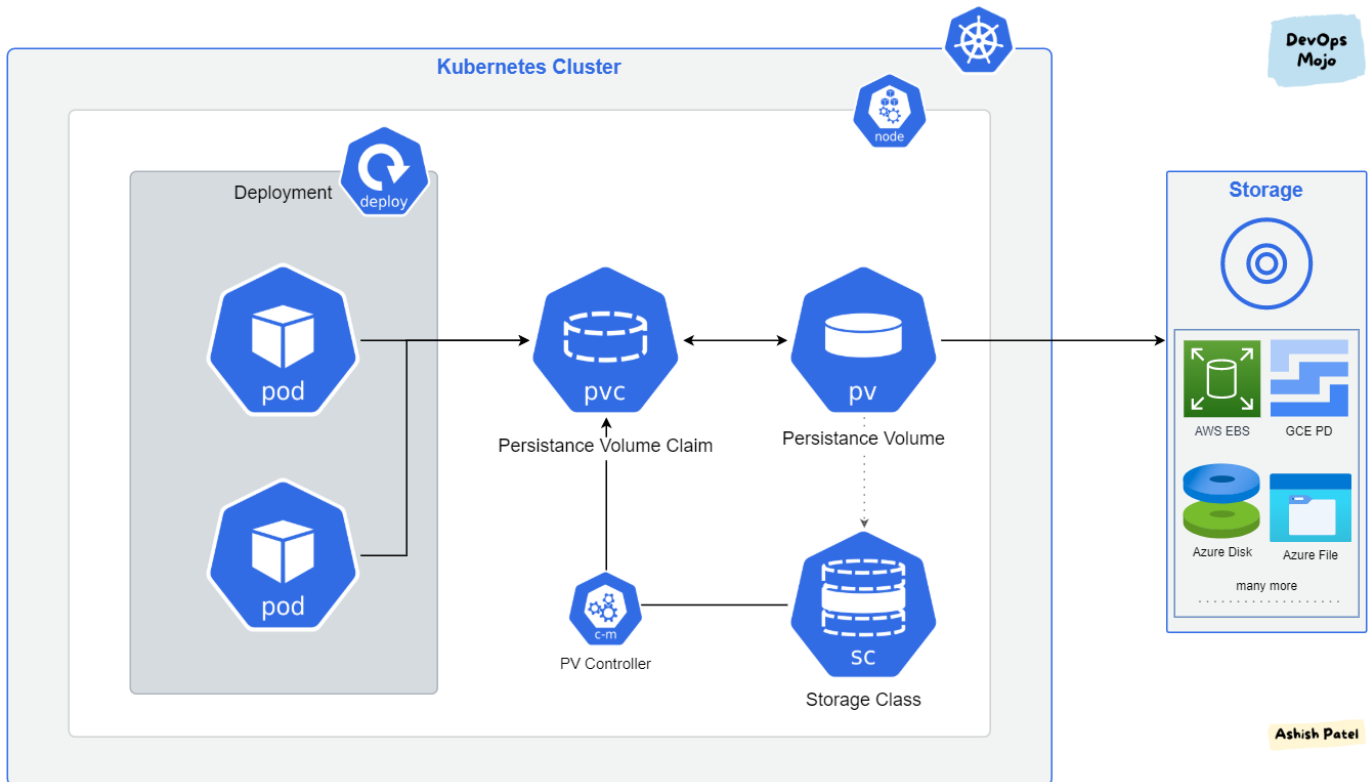 DevOps
Mojo
Kubernetes Cluster
node
Deployment
deploy
Storage
pod
pvc
pv
Persistance Volume Claim
Persistance Volume
AWS EBS
GCE PD
pod
Azure Disk
Azure File
many more
c-m
PV Controller
sc
Storage Class
Ashish Patel